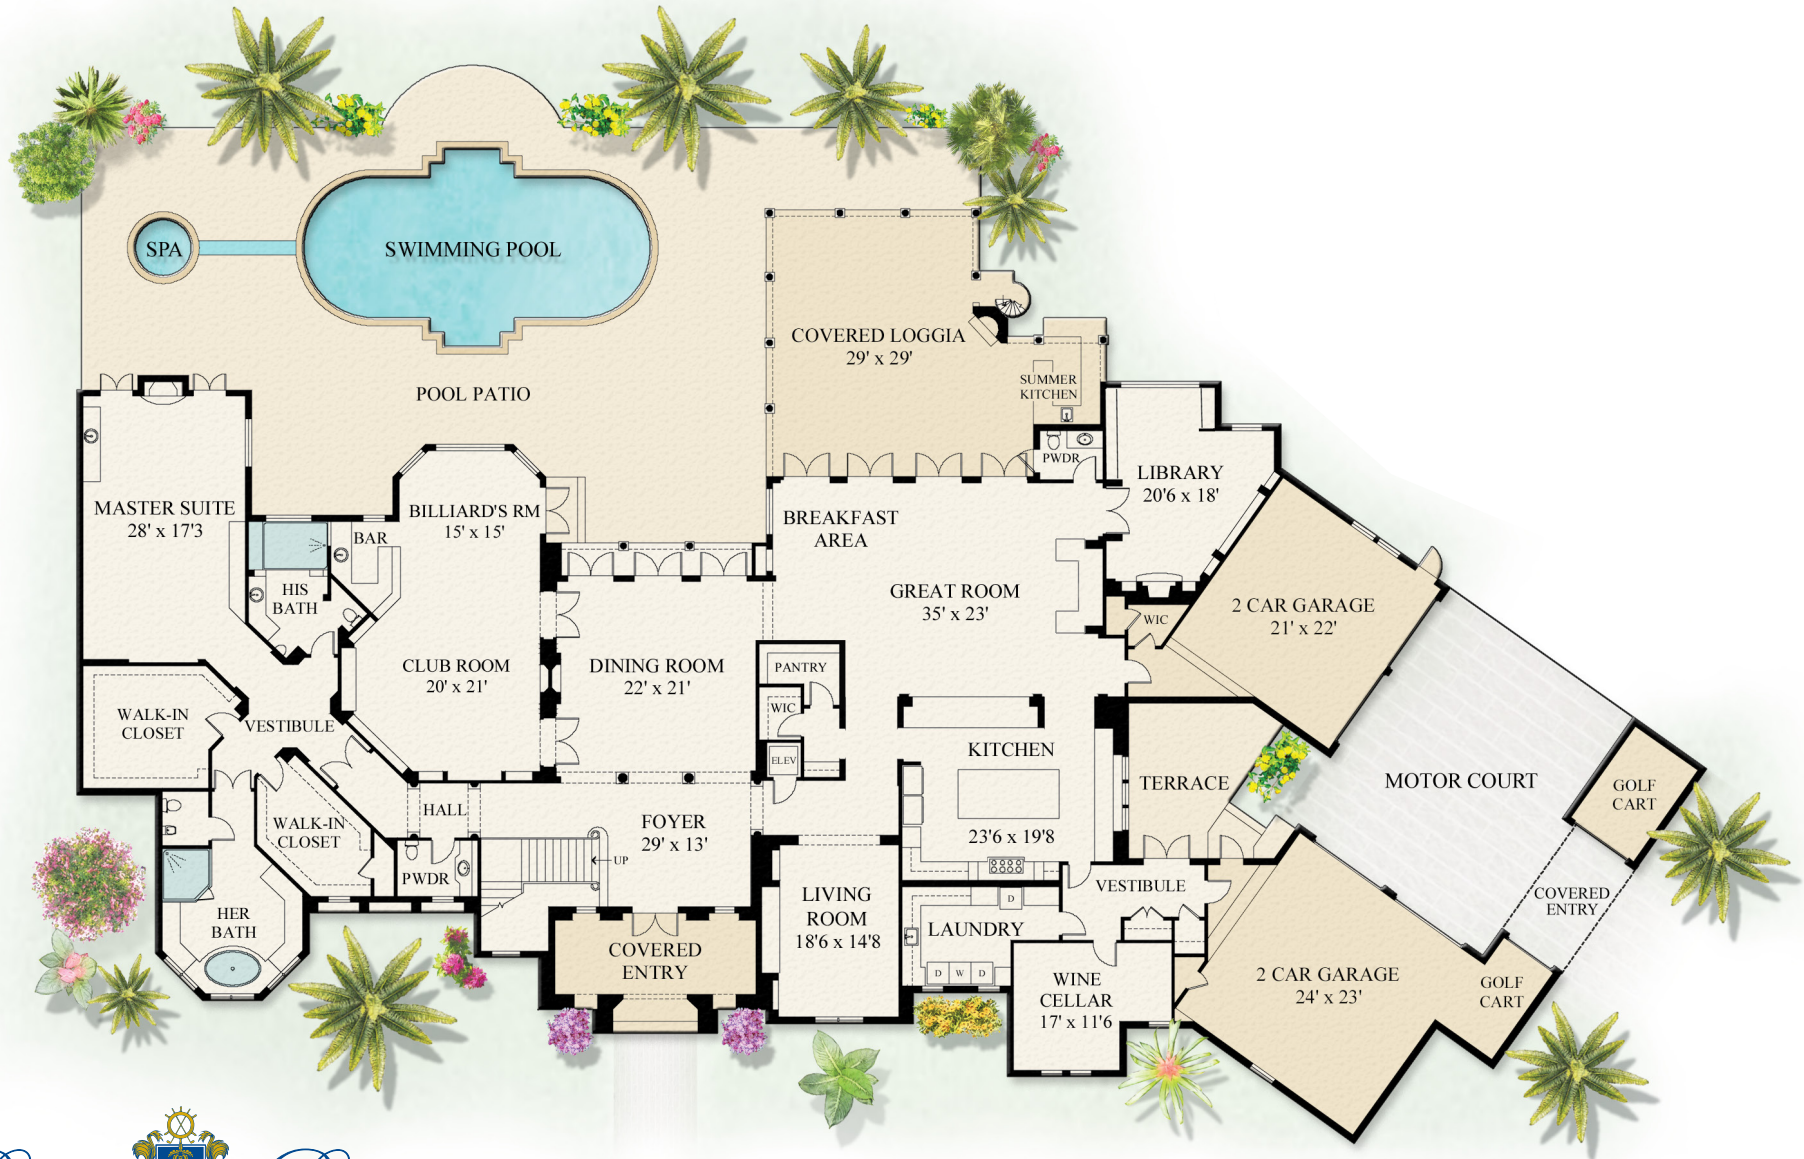 SPA
SWIMMING POOL
COVERED LOGGIA
29' x 29'
SUMMER
KITCHEN
POOL PATIO
PWDR
LIBRARY
20'6 x 18'
MASTER SUITE
28' x 17'3
BILLIARD'S RM
15' x 15'
BAR
BREAKFAST
AREA
HIS
BATH
GREAT ROOM
35' x 23'
WIC
2 CAR GARAGE
21' x 22'
CLUB ROOM
20' x 21'
DINING ROOM
22' x 21'
PANTRY
WIC
ELEV
WALK-IN
CLOSET
VESTIBULE
KITCHEN
23'6 x 19'8
TERRACE
MOTOR COURT
GOLF
CART
HALL
FOYER
29' x 13'
UP
WALK-IN
CLOSET
PWDR
LIVING
ROOM
18'6 x 14'8
VESTIBULE
COVERED
ENTRY
D
LAUNDRY
D W D
HER
BATH
COVERED
ENTRY
WINE
CELLAR
17' x 11'6
2 CAR GARAGE
24' x 23'
GOLF
CART